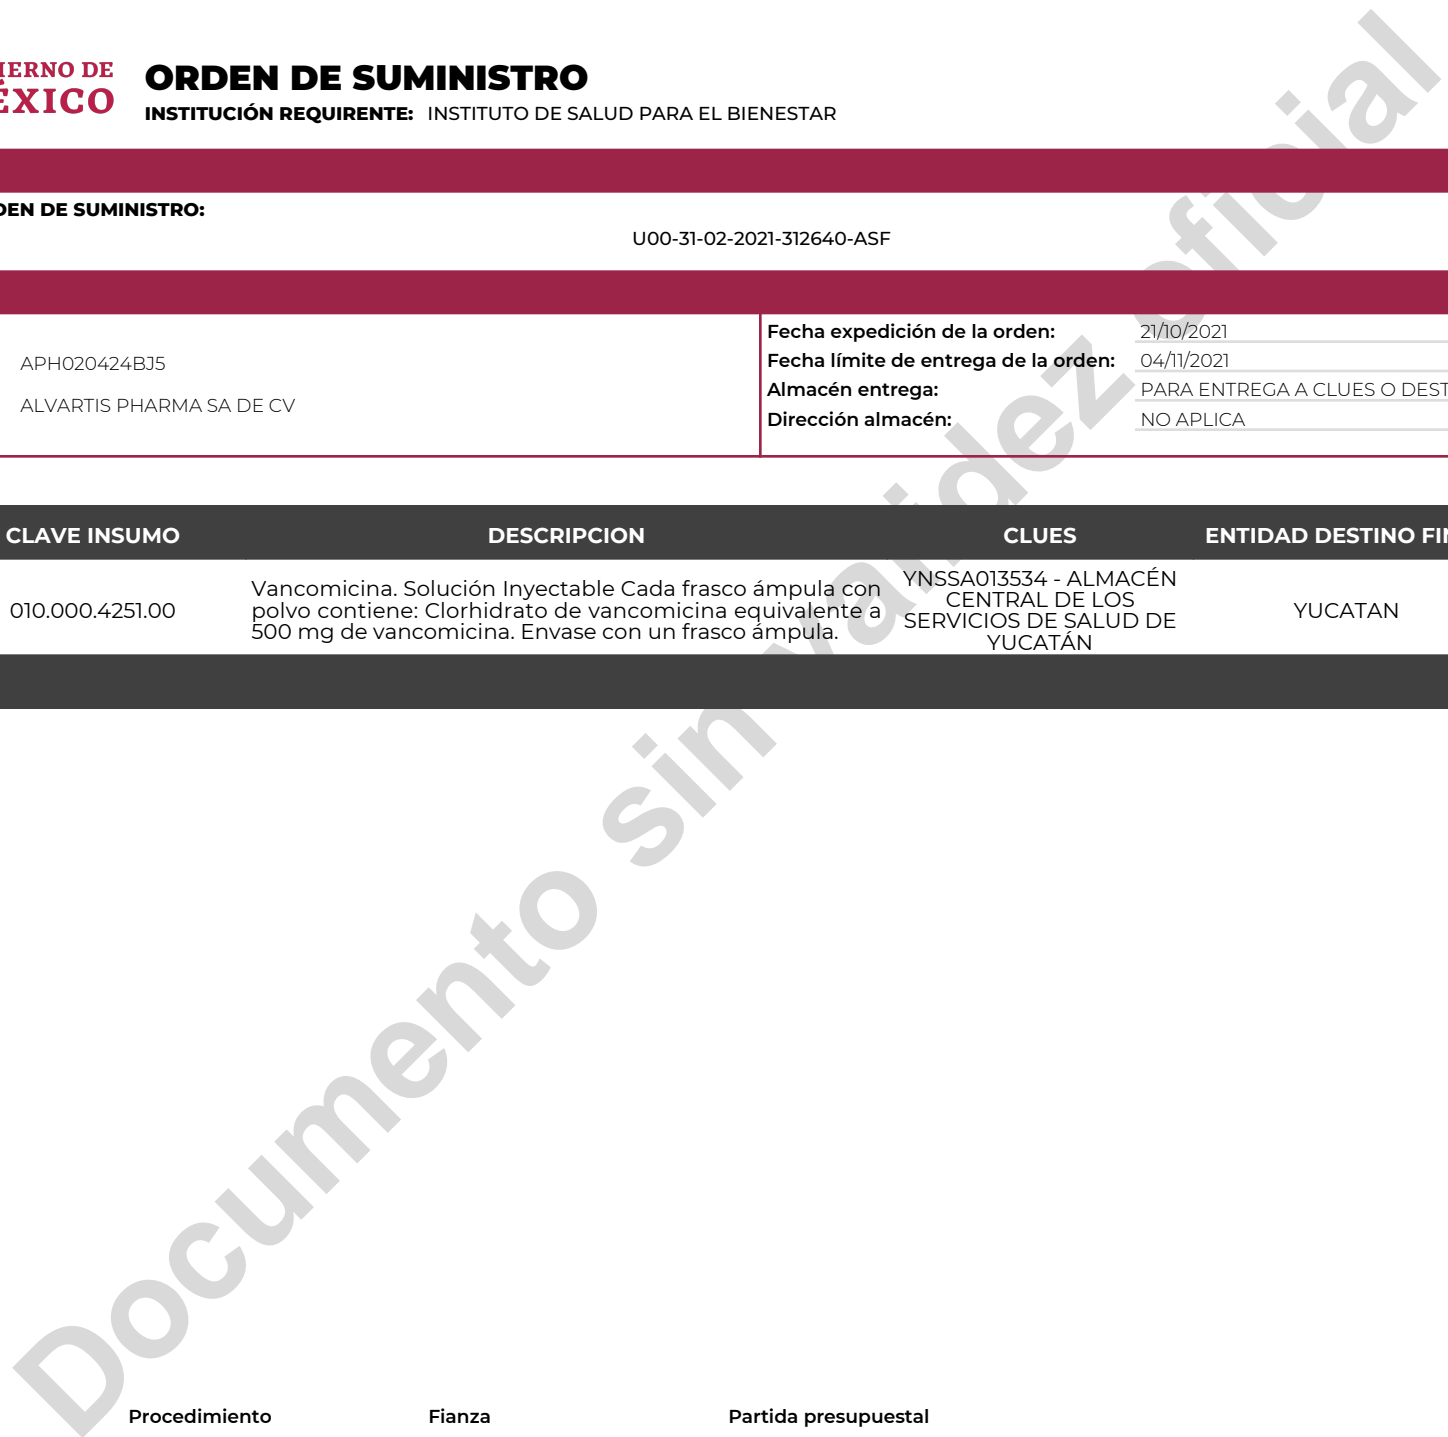 IERNO DE
ÉXICO
ORDEN DE SUMINISTRO
INSTITUCIÓN REQUIRENTE: INSTITUTO DE SALUD PARA EL BIENESTAR
DEN DE SUMINISTRO:
U00-31-02-2021-312640-ASF
APH020424BJ5
ALVARTIS PHARMA SA DE CV
Fecha expedición de la orden: 21/10/2021
Fecha límite de entrega de la orden: 04/11/2021
Almacén entrega: PARA ENTREGA A CLUES O DEST
Dirección almacén: NO APLICA
CLAVE INSUMO DESCRIPCION CLUES ENTIDAD DESTINO FIN
010.000.4251.00
Vancomicina. Solución Inyectable Cada frasco ámpula con
polvo contiene: Clorhidrato de vancomicina equivalente a
500 mg de vancomicina. Envase con un frasco ámpula.
YNSSA013534 - ALMACÉN
CENTRAL DE LOS
SERVICIOS DE SALUD DE
YUCATÁN
YUCATAN
Documento sin validez oficial
Procedimiento Fianza Partida presupuestal